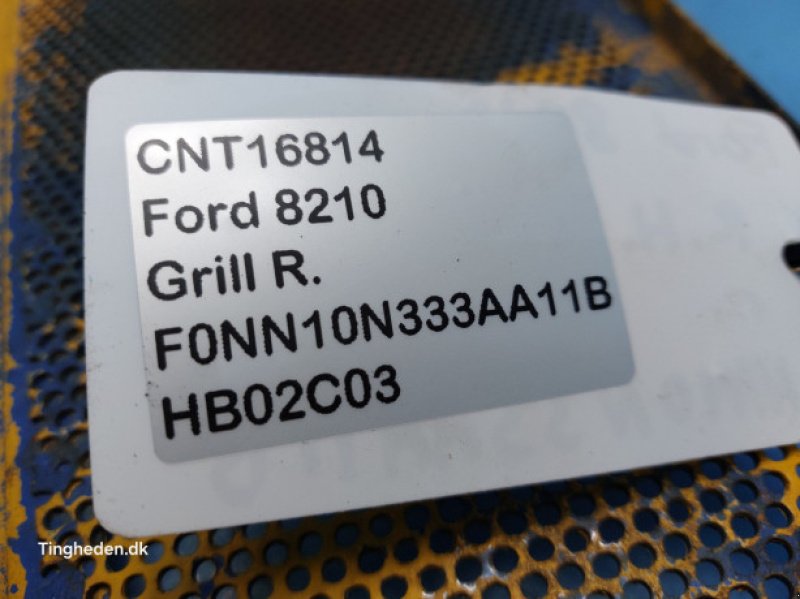 CNT16814
Ford 8210
Grill R.
F0NN10N333AA11B
HB02C03
Tingheden.dk